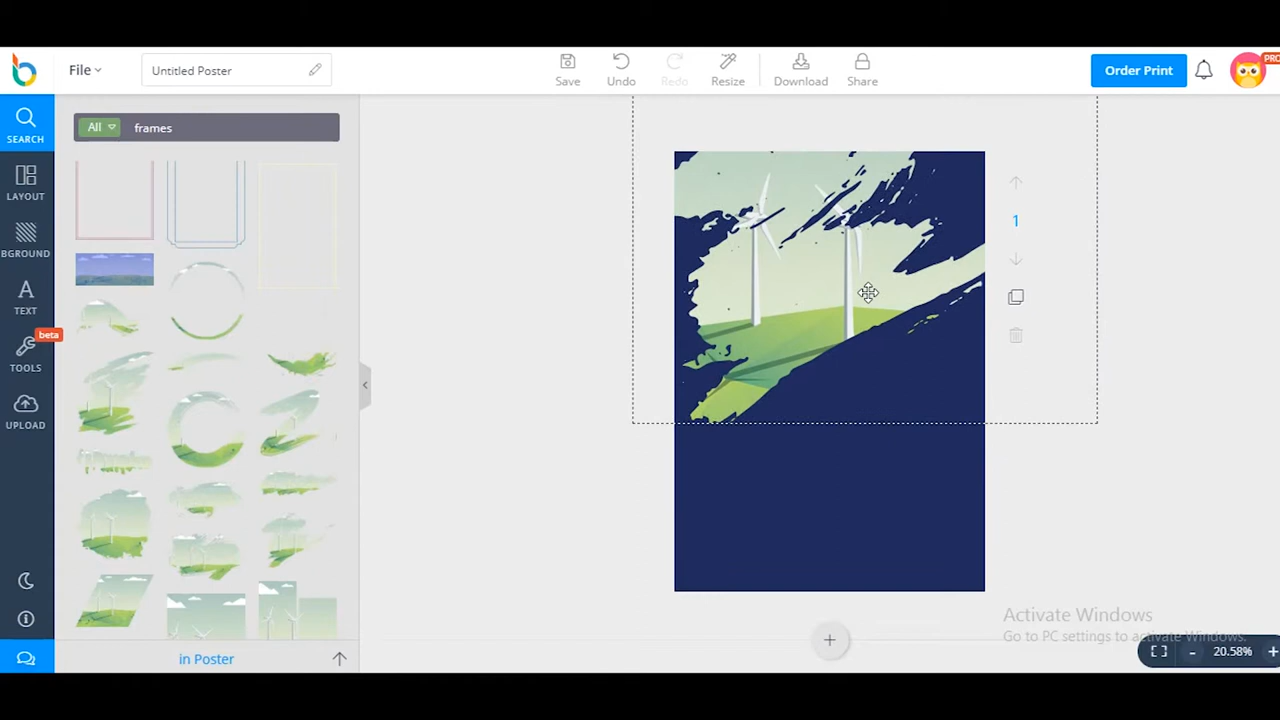 File
Untitled Poster
Save
Undo
Redo
Resize
Download
Share
Order Print
PRO
SEARCH
All
frames
LAYOUT
BGROUND
TEXT
beta
TOOLS
UPLOAD
1
in Poster
Activate Windows
Go to PC settings to activate Windows.
20.58%